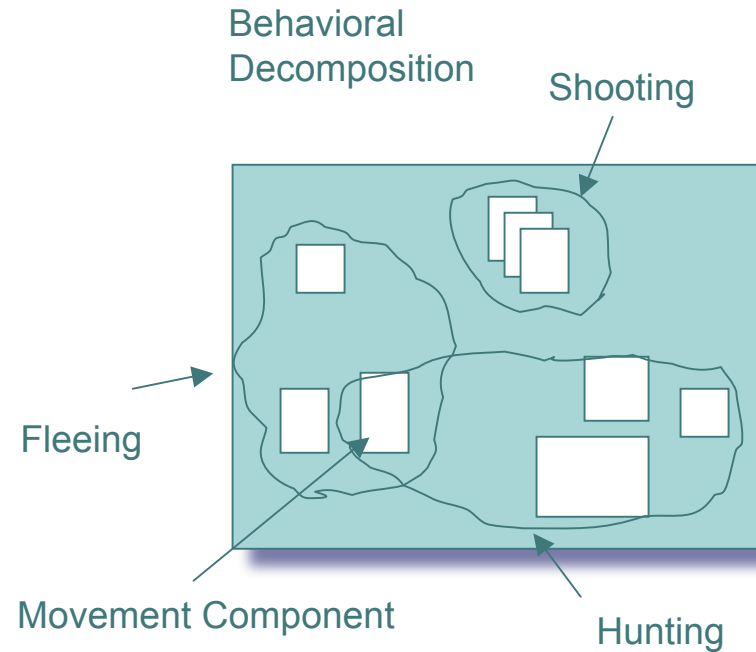 Behavioral
Decomposition
Shooting
Fleeing
Movement Component
Hunting